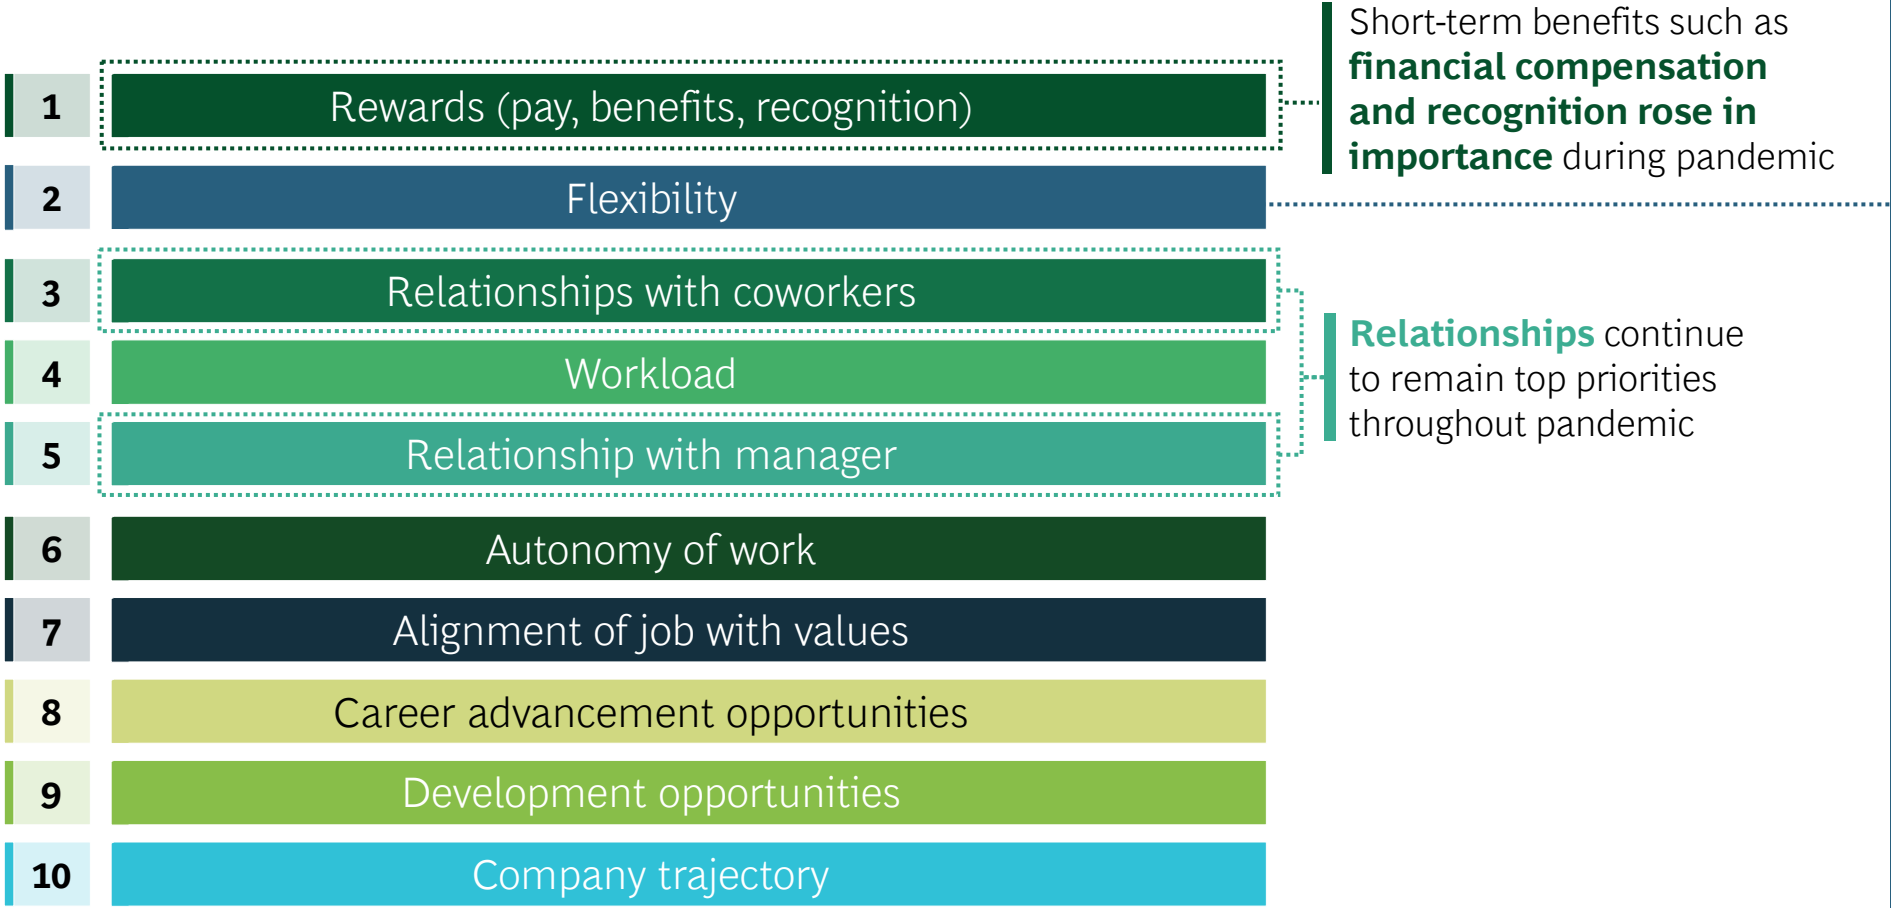 1
Rewards (pay, benefits, recognition)
2
Flexibility
3
Relationships with coworkers
4
Workload
5
Relationship with manager
6
Autonomy of work
7
Alignment of job with values
8
Career advancement opportunities
9
Development opportunities
10
Company trajectory
Short-term benefits such as
financial compensation
and recognition rose in
importance during pandemic
Relationships continue
to remain top priorities
throughout pandemic